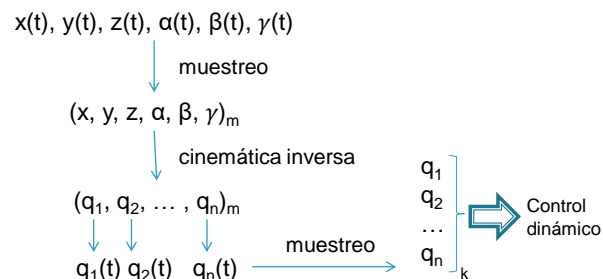 x(t), y(t), z(t), α(t), β(t), γ(t)
muestreo
(x, y, z, α, β, γ)m
cinemática inversa
(q1, q2, … , qn)m
q1(t) q2(t) qn(t)
muestreo
q1
q2
…
qn
k
Control
dinámico